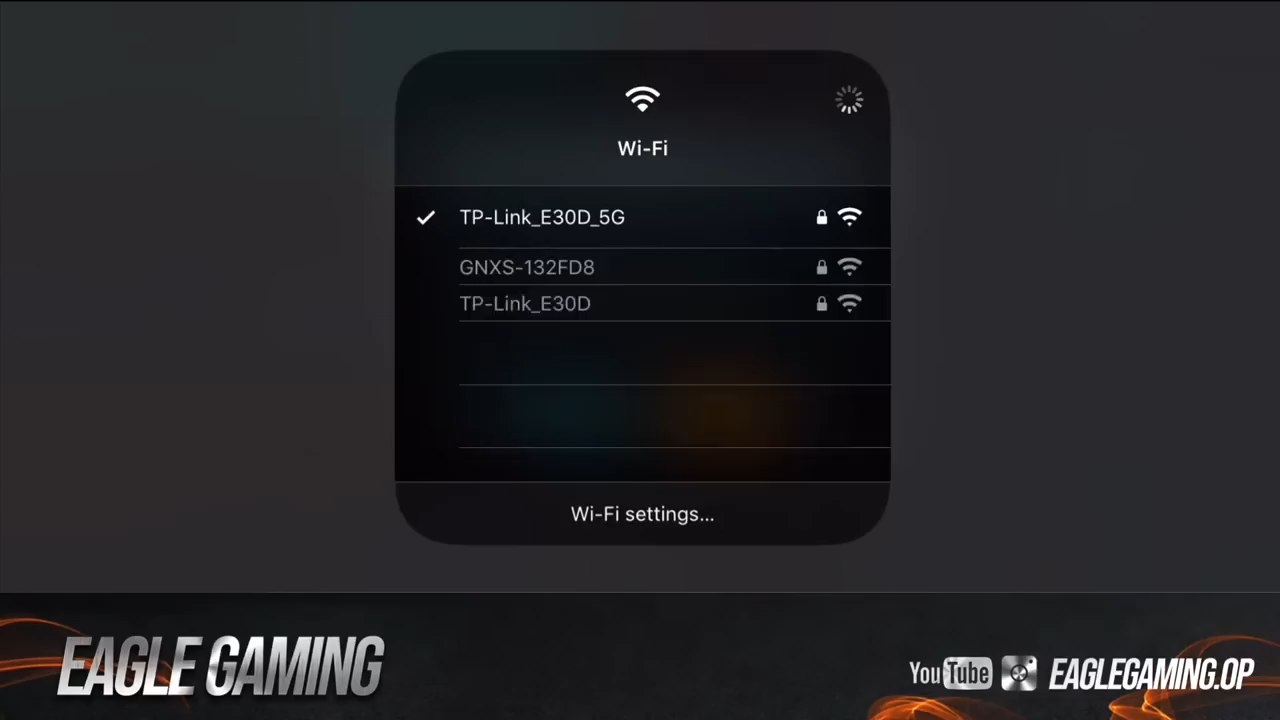 Wi-Fi
TP-Link_E30D_5G
GNXS-132FD8
TP-Link_E30D
Wi-Fi settings...
EAGLE GAMING
YouTube EAGLEGAMING.OP